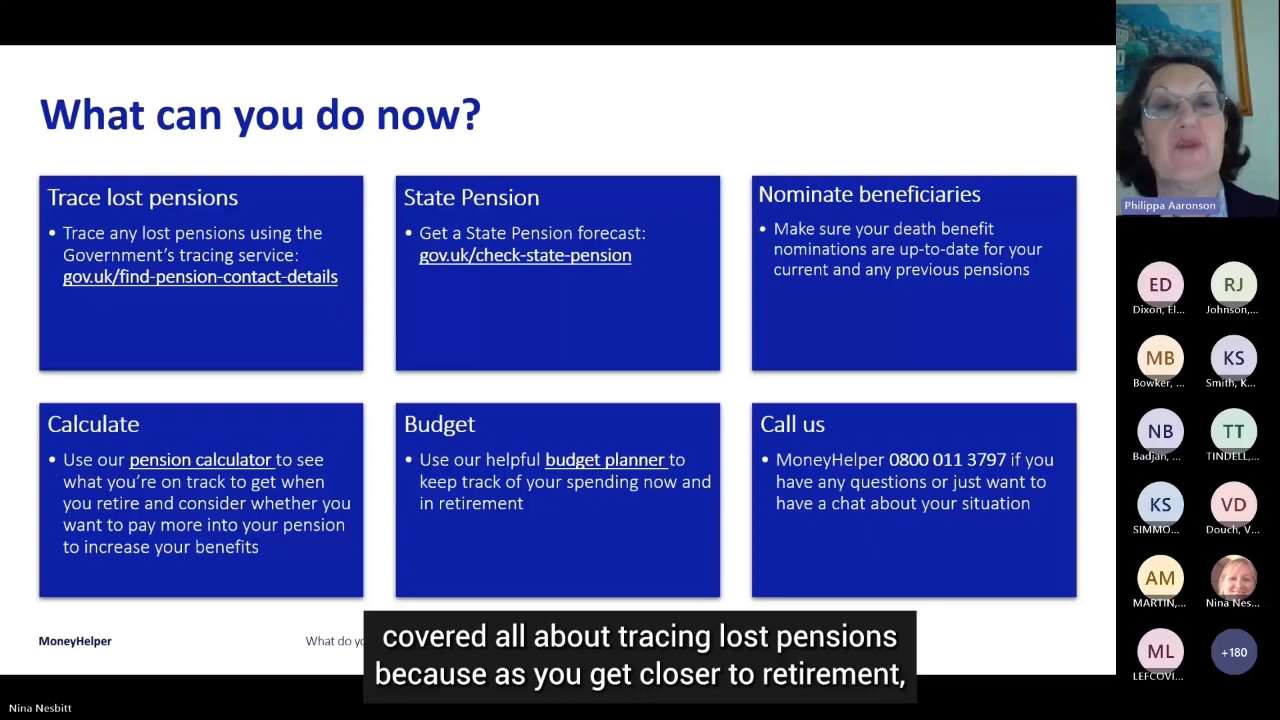 What can you do now?
Trace lost pensions
• Trace any lost pensions using the
Government's tracing service:
gov.uk/find-pension-contact-details
State Pension
• Get a State Pension forecast:
gov.uk/check-state-pension
Nominate beneficiaries
• Make sure your death benefit
nominations are up-to-date for your
current and any previous pensions
Calculate
• Use our pension calculator to see
what you're on track to get when
you retire and consider whether you
want to pay more into your pension
to increase your benefits
Budget
• Use our helpful budget planner to
keep track of your spending now and
in retirement
Call us
• MoneyHelper 0800 011 3797 if you
have any questions or just want to
have a chat about your situation
MoneyHelper
What do yo
covered all about tracing lost pensions
because as you get closer to retirement,
Nina Nesbitt
Philippa Aaronson
ED
Dixon, El...
RJ
Johnson,...
MB
Bowker, ...
KS
Smith, K...
NB
Badjan, ...
TT
TINDELL,...
KS
SIMMO...
VD
Douch, V...
AM
MARTIN,...
Nina Nes...
ML
LEFCOVI...
+180